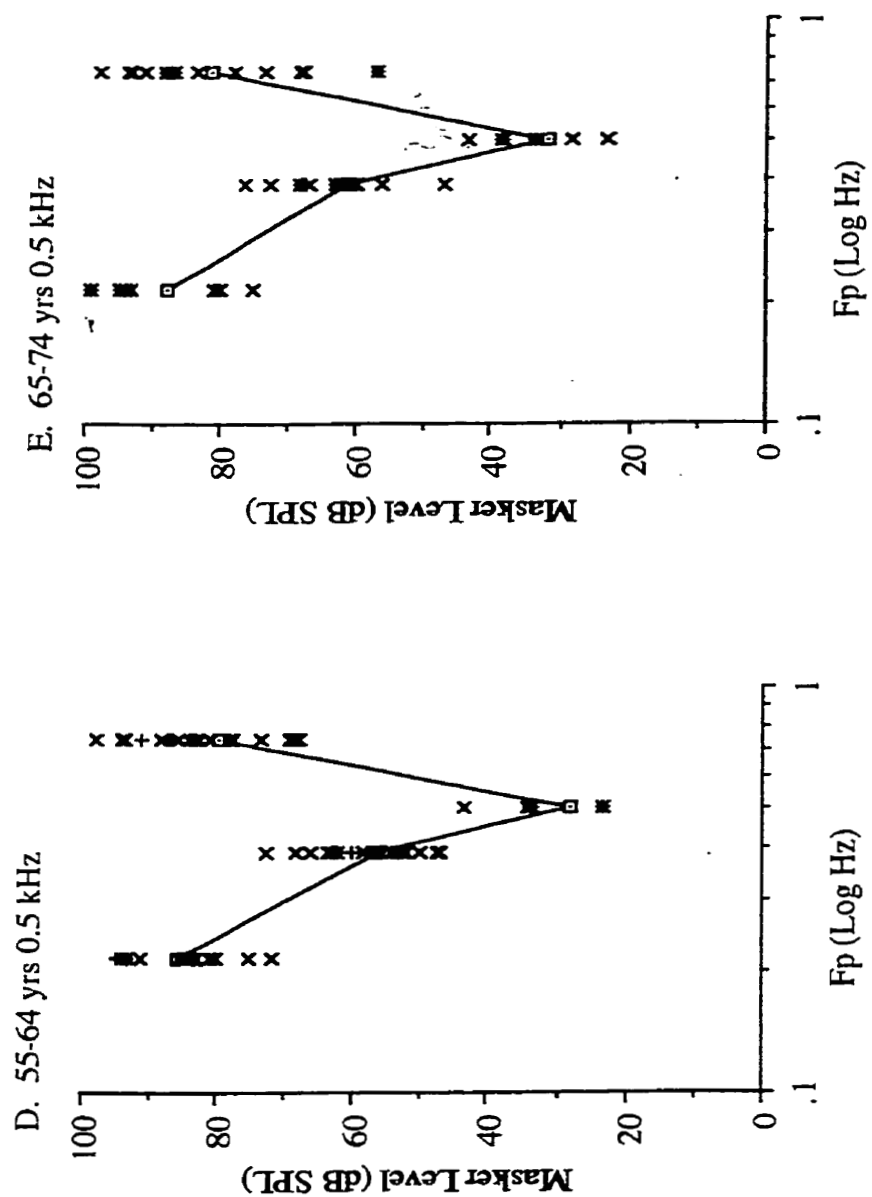 D. 55-64 yrs 0.5 kHz
Masker Level (dB SPL)
100
80
60
40
20
0
.1
1
Fp (Log Hz)
E. 65-74 yrs 0.5 kHz
Masker Level (dB SPL)
100
80
60
40
20
0
.1
1
Fp (Log Hz)